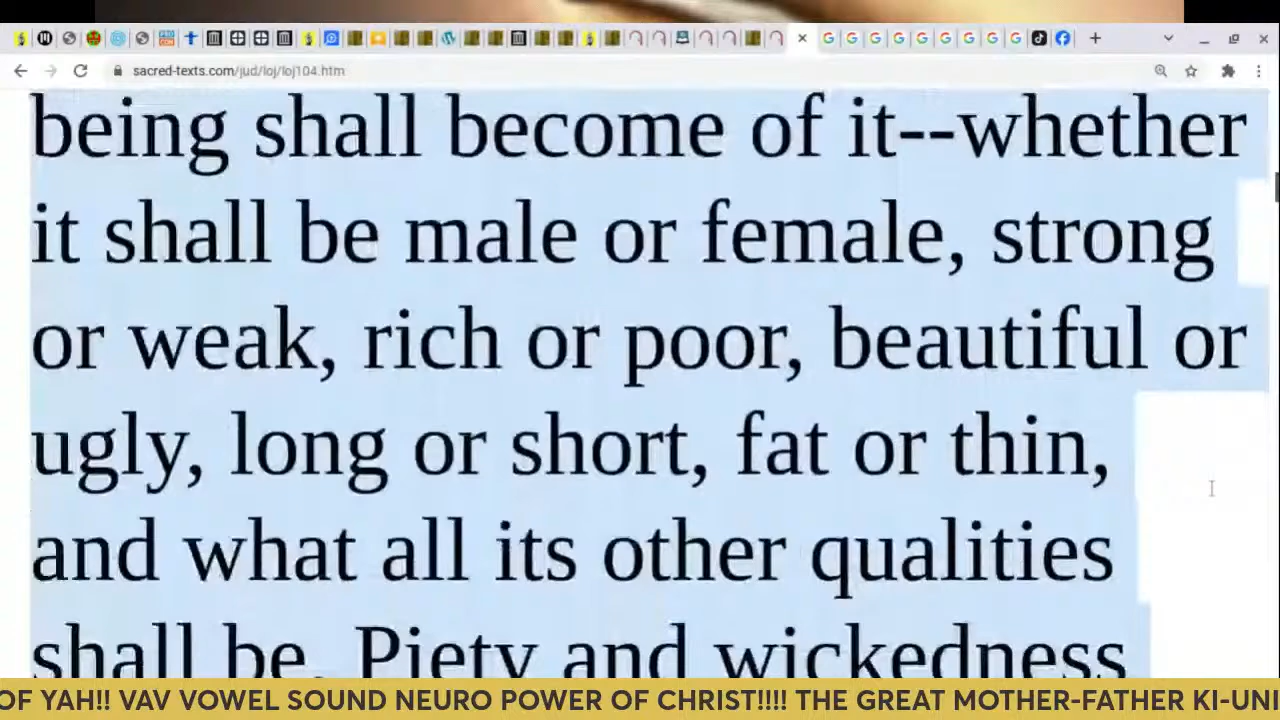 sacred-texts.com/jud/loj/loj104.htm
being shall become of it--whether
it shall be male or female, strong
or weak, rich or poor, beautiful or
ugly, long or short, fat or thin,
and what all its other qualities
shall be. Piety and wickedness
OF YAH!! VAV VOWEL SOUND NEURO POWER OF CHRIST!!!! THE GREAT MOTHER-FATHER KI-UNI